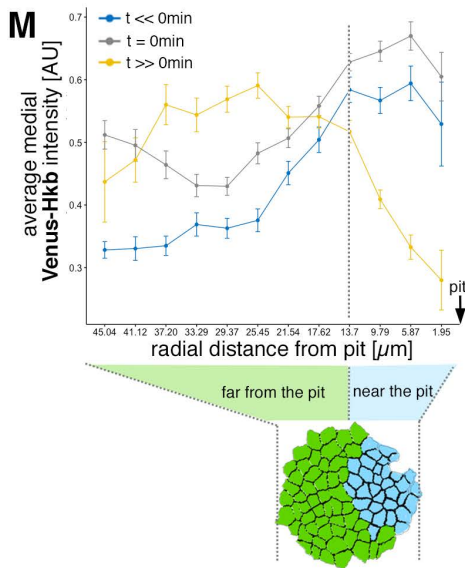 M
t << 0min
t = 0min
t >> 0min
average medial
Venus-Hkb intensity [AU]
0.7
0.6
0.5
0.4
0.3
pit
45.04 41.12 37.20 33.29 29.37 25.45 21.54 17.62 13.7 9.79 5.87 1.95
radial distance from pit [µm]
far from the pit near the pit